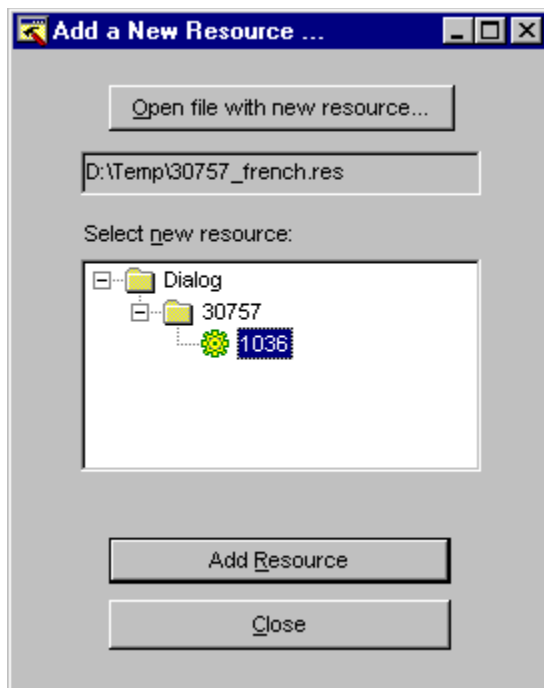 Add a New Resource ...
Open file with new resource...
D:\Temp\30757_french.res
Select new resource:
Dialog
30757
1036
Add Resource
Close